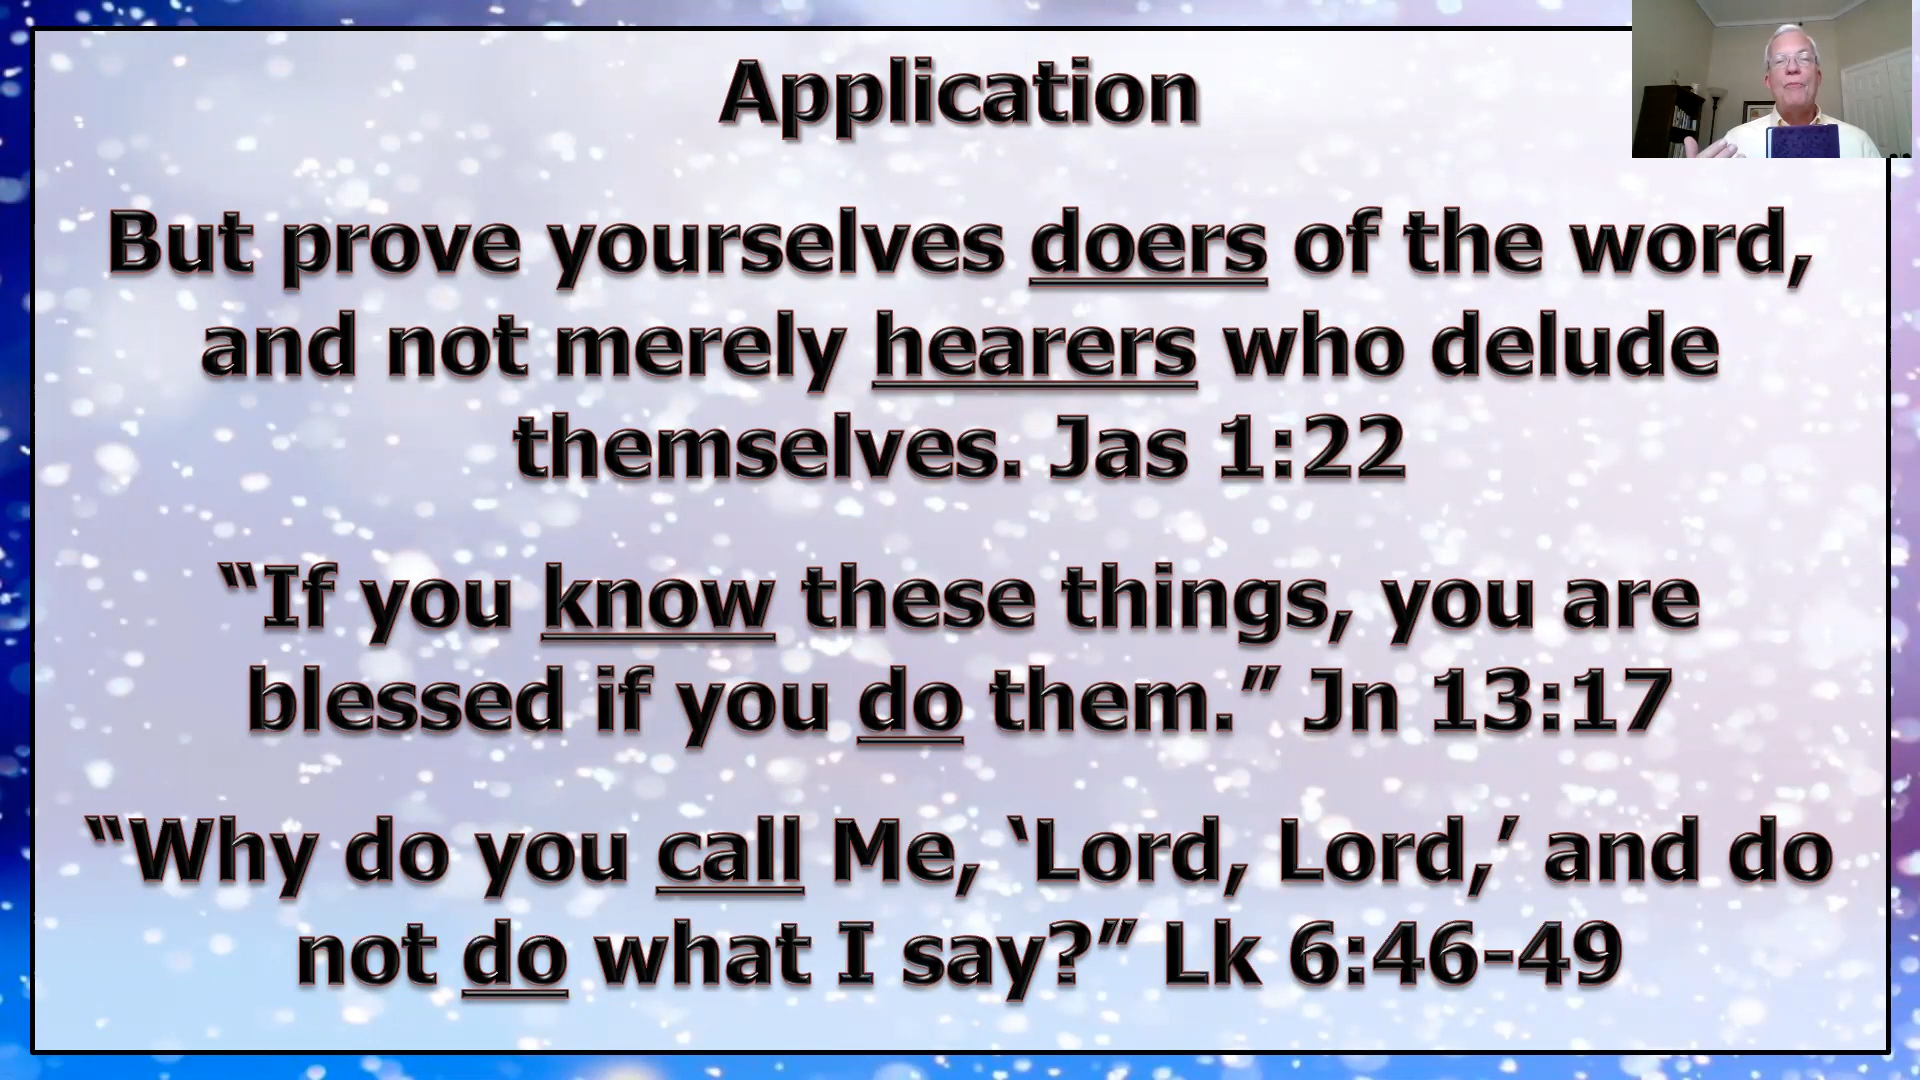 Application
But prove yourselves doers of the word,
and not merely hearers who delude
themselves. Jas 1:22
“If you know these things, you are
blessed if you do them.” Jn 13:17
“Why do you call Me, ‘Lord, Lord,’ and do
not do what I say?” Lk 6:46-49